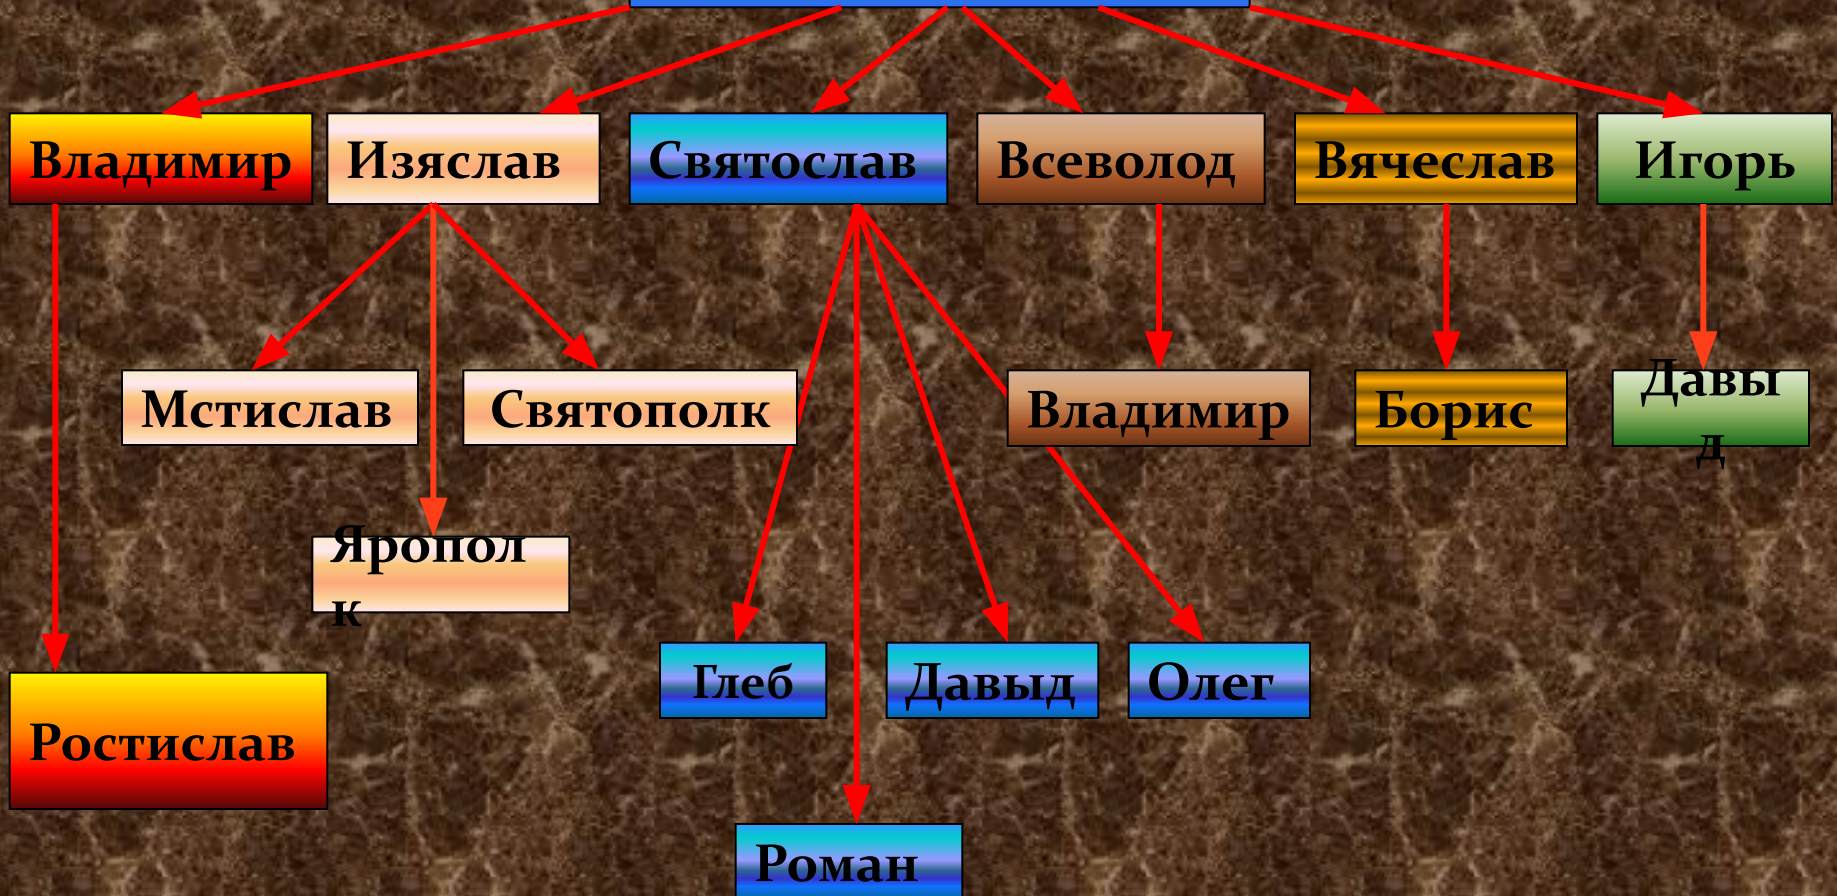 Владимир
Изяслав
Святослав
Всеволод
Вячеслав
Игорь
Мстислав
Святополк
Владимир
Борис
Давы
д
Яропол
к
Глеб
Давыд
Олег
Ростислав
Роман